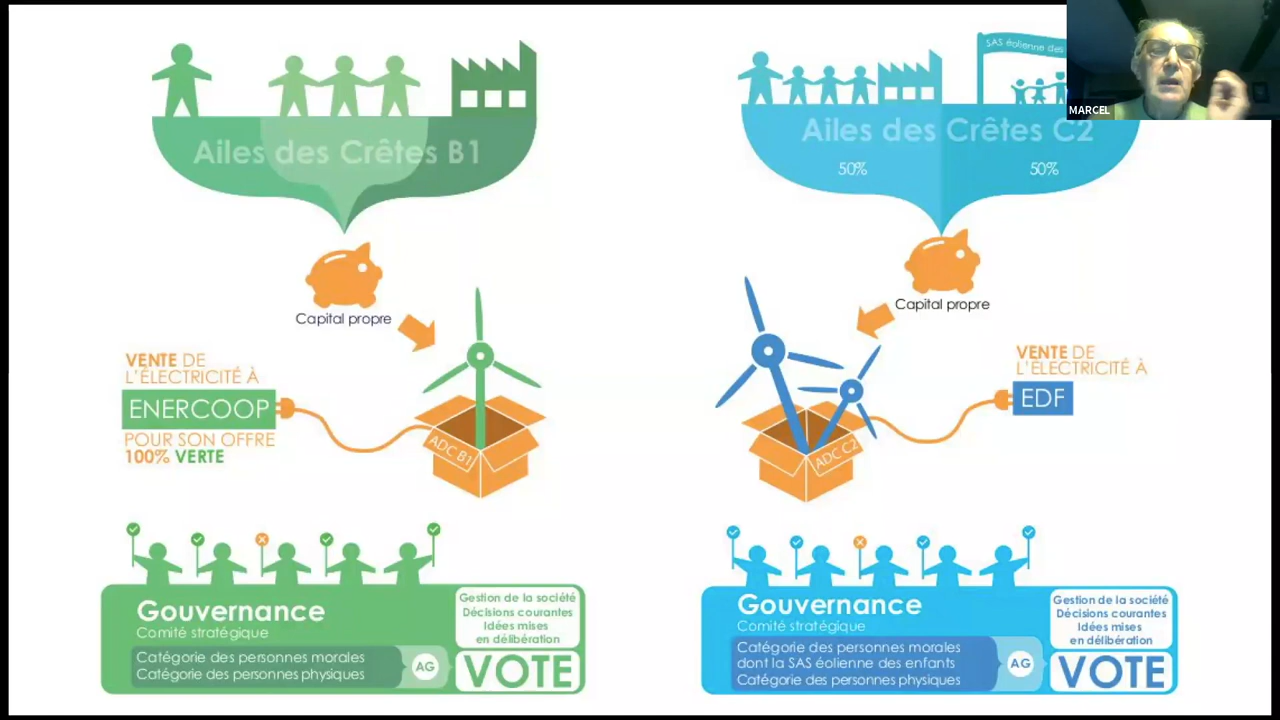 Ailes des Crêtes B1
Capital propre
VENTE DE
L'ÉLECTRICITÉ À
ENERCOOP
POUR SON OFFRE
100% VERTE
ADC B1
Gouvernance
Comité stratégique
Catégorie des personnes morales
Catégorie des personnes physiques
AG
Gestion de la société
Décisions courantes
Idées mises
en délibération
VOTE
SAS éolienne des
Ailes des Crêtes C2
50%
50%
MARCEL
Capital propre
VENTE DE
L'ÉLECTRICITÉ À
EDF
ADC C2
Gouvernance
Comité stratégique
Catégorie des personnes morales
dont la SAS éolienne des enfants
Catégorie des personnes physiques
AG
Gestion de la société
Décisions courantes
Idées mises
en délibération
VOTE